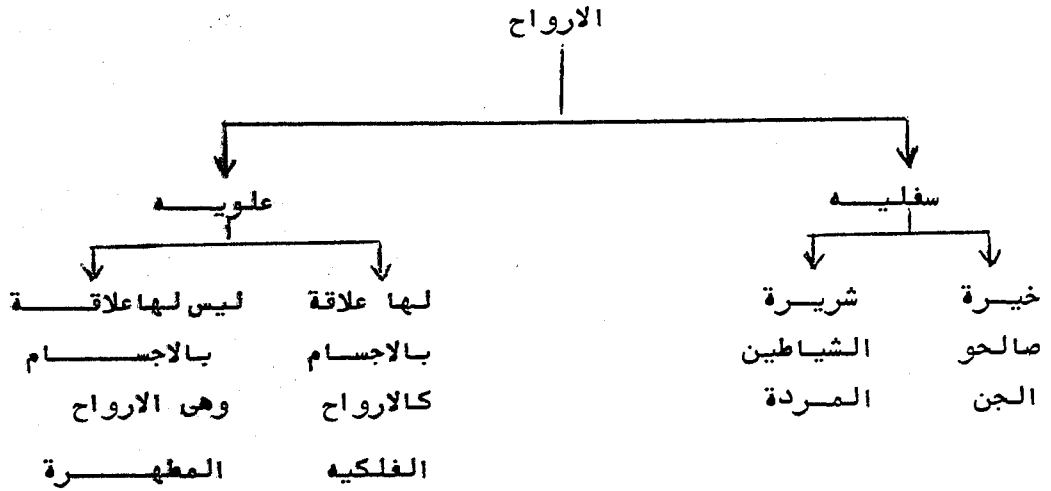 الارواح
سفليه
علويه
خيرة
صالحو
الجن
شريرة
الشياطين
المردة
لها علاقة
بالاجسام
كالارواح
الفلكيه
ليس لها علاقة
بالاجسام
وهى الارواح
المطهرة